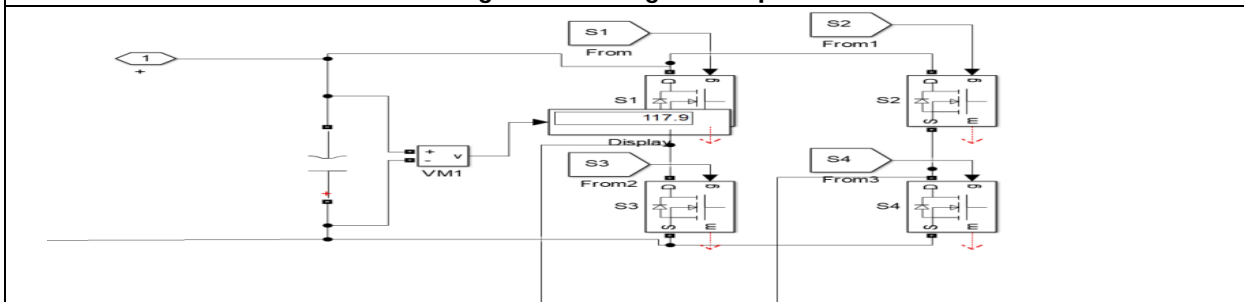 S1
From
S2
From1
1
+
D
g
S1
S
m
D
g
S2
S
m
117.9
Display
+
-
v
VM1
S3
From2
S4
From3
D
g
S3
S
m
D
g
S4
S
m
+